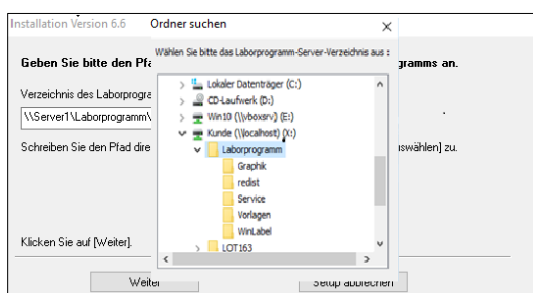 Installation Version 6.6
Geben Sie bitte den Pfa
gramms an.
Verzeichnis des Laborprogra
\\Server1\Laborprogramm\
Schreiben Sie den Pfad dire
uswählen] zu.
Klicken Sie auf [Weiter].
Weiter
Setup abbrechen
Ordner suchen
Wählen Sie bitte das Laborprogramm-Server-Verzeichnis aus :
Lokaler Datenträger (C:)
CD-Laufwerk (D:)
Win10 (\\vboxsrv) (E:)
Kunde (\\localhost) (X:)
Laborprogramm
Graphik
redist
Service
Vorlagen
WinLabel
LOT163